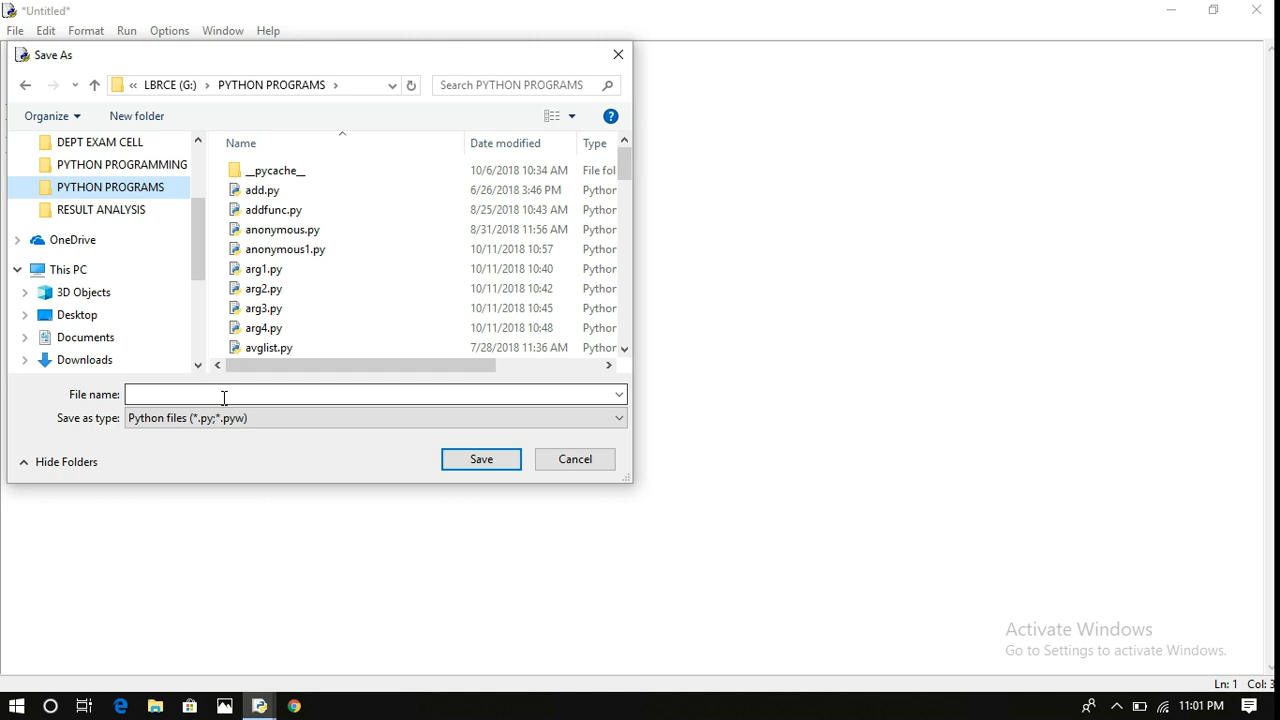 *Untitled*
File Edit Format Run Options Window Help
Save As
« LBRCE (G:) › PYTHON PROGRAMS › Search PYTHON PROGRAMS
Organize New folder
DEPT EXAM CELL
PYTHON PROGRAMMING
PYTHON PROGRAMS
RESULT ANALYSIS
OneDrive
This PC
3D Objects
Desktop
Documents
Downloads
Name Date modified Type
__pycache__ 10/6/2018 10:34 AM File fol
add.py 6/26/2018 3:46 PM Pythor
addfunc.py 8/25/2018 10:43 AM Pythor
anonymous.py 8/31/2018 11:56 AM Pythor
anonymous1.py 10/11/2018 10:57 Pythor
arg1.py 10/11/2018 10:40 Pythor
arg2.py 10/11/2018 10:42 Pythor
arg3.py 10/11/2018 10:45 Pythor
arg4.py 10/11/2018 10:48 Pythor
avglist.py 7/28/2018 11:36 AM Pythor
File name:
Save as type: Python files (*.py;*.pyw)
Hide Folders Save Cancel
Activate Windows
Go to Settings to activate Windows.
Ln: 1 Col: 3
11:01 PM